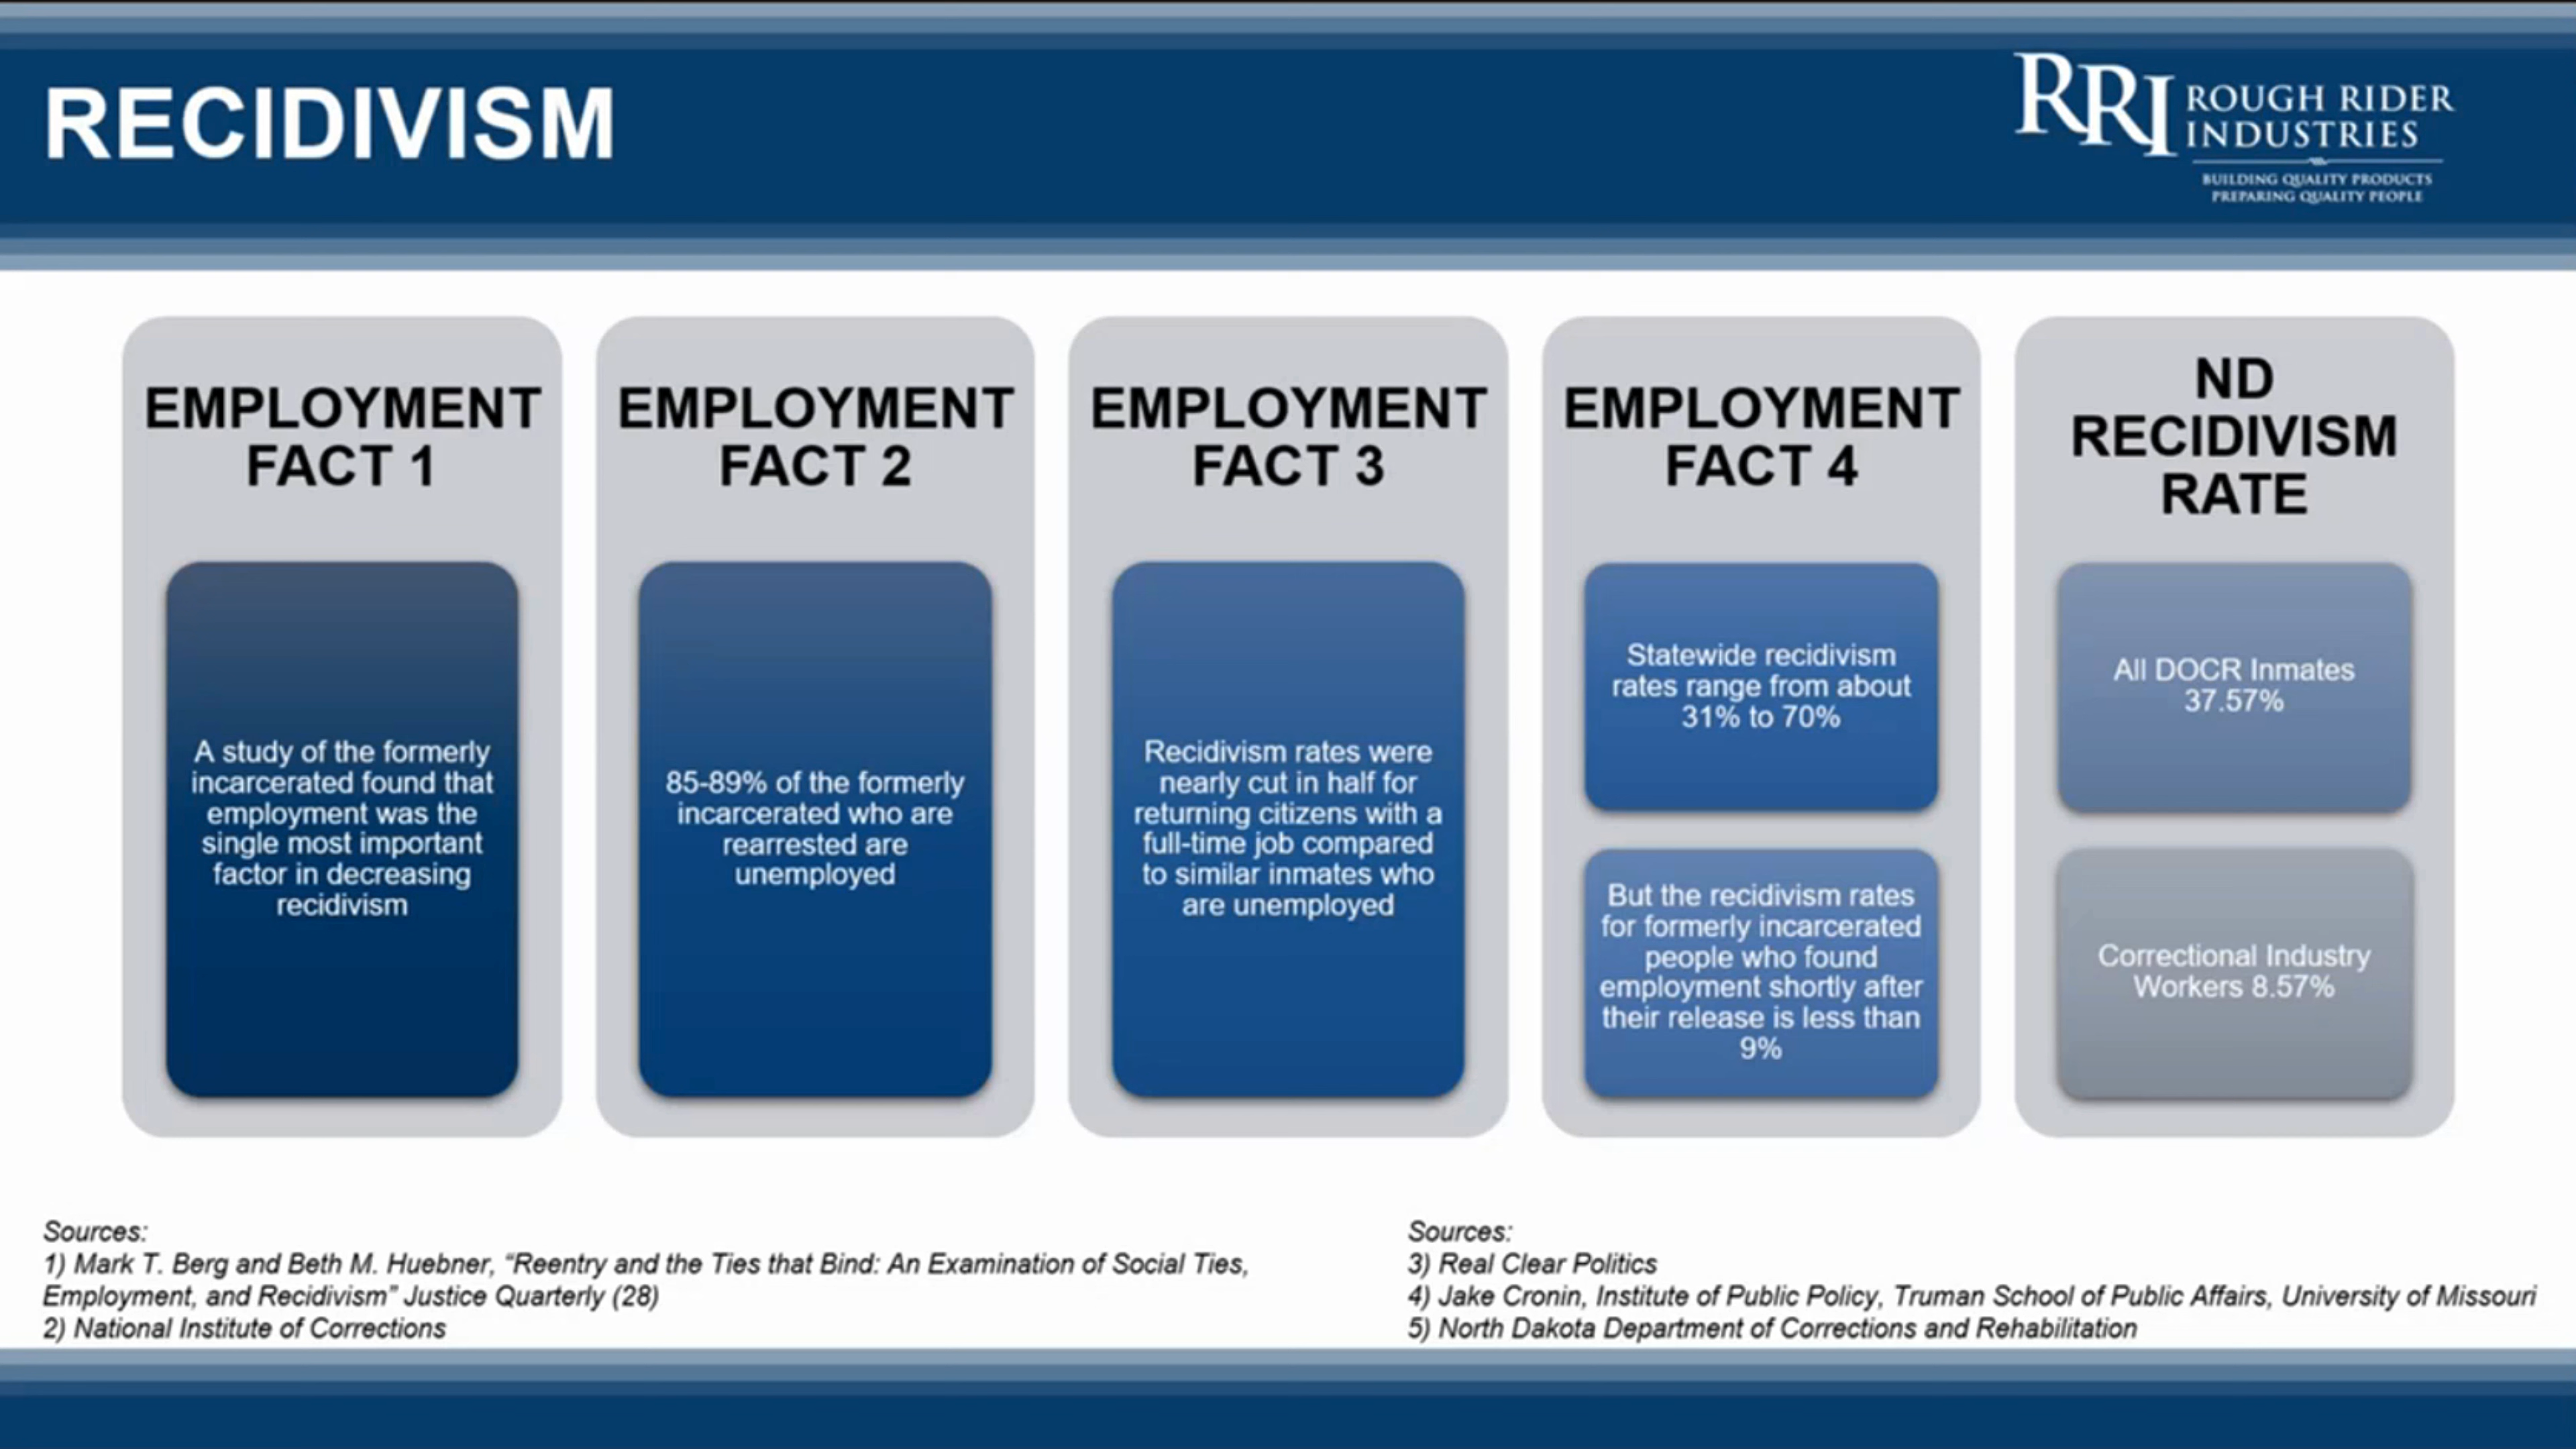 RECIDIVISM
RRI ROUGH RIDER
INDUSTRIES
BUILDING QUALITY PRODUCTS
PREPARING QUALITY PEOPLE
EMPLOYMENT
FACT 1
A study of the formerly
incarcerated found that
employment was the
single most important
factor in decreasing
recidivism
EMPLOYMENT
FACT 2
85-89% of the formerly
incarcerated who are
rearrested are
unemployed
EMPLOYMENT
FACT 3
Recidivism rates were
nearly cut in half for
returning citizens with a
full-time job compared
to similar inmates who
are unemployed
EMPLOYMENT
FACT 4
Statewide recidivism
rates range from about
31% to 70%
But the recidivism rates
for formerly incarcerated
people who found
employment shortly after
their release is less than
9%
ND
RECIDIVISM
RATE
All DOCR Inmates
37.57%
Correctional Industry
Workers 8.57%
Sources:
1) Mark T. Berg and Beth M. Huebner, “Reentry and the Ties that Bind: An Examination of Social Ties,
Employment, and Recidivism” Justice Quarterly (28)
2) National Institute of Corrections
Sources:
3) Real Clear Politics
4) Jake Cronin, Institute of Public Policy, Truman School of Public Affairs, University of Missouri
5) North Dakota Department of Corrections and Rehabilitation